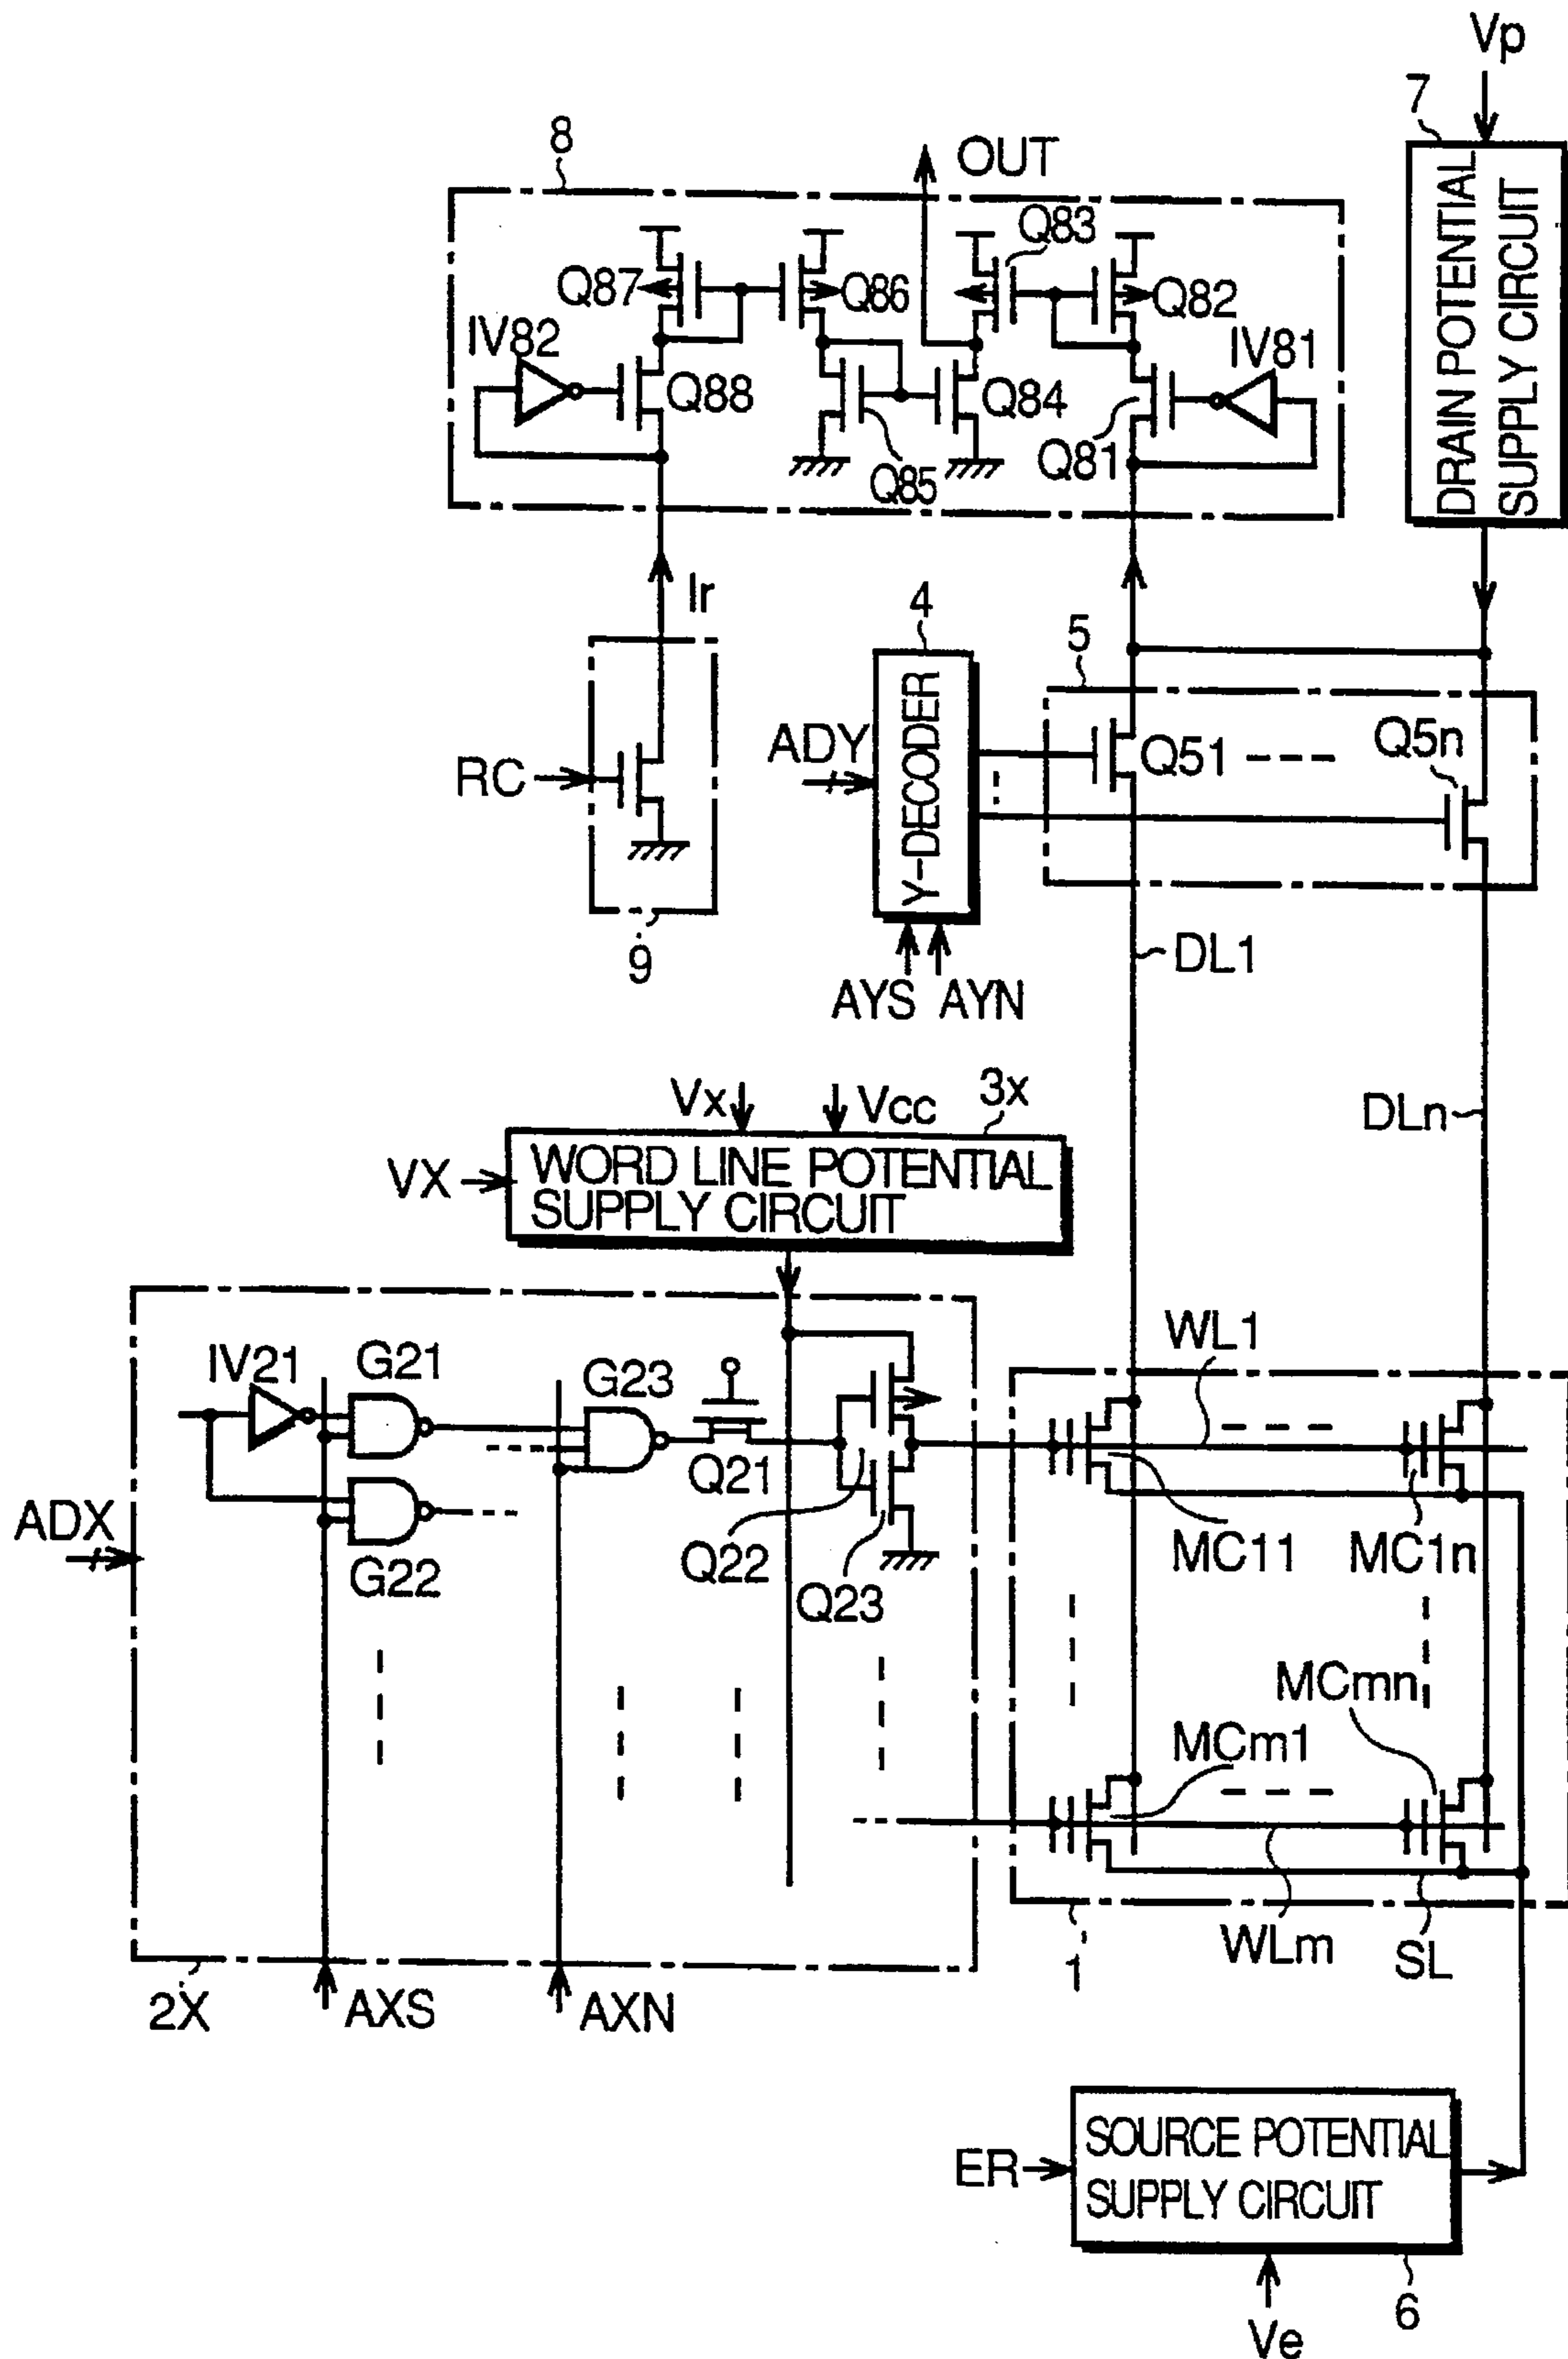 Vp
7
8
OUT
DRAIN POTENTIAL
SUPPLY CIRCUIT
Q83
Q87
Q86
Q82
IV82
IV81
Q88
Q84
Q81
Q85
Ir
4
5
ADY
Y-DECODER
Q51
Q5n
RC
9
DL1
AYS
AYN
Vx
Vcc
3x
DLn
VX
WORD LINE POTENTIAL
SUPPLY CIRCUIT
WL1
IV21
G21
G23
Q21
ADX
G22
Q22
Q23
MC11
MC1n
MCmn
MCm1
WLm
SL
1
2X
AXS
AXN
ER
SOURCE POTENTIAL
SUPPLY CIRCUIT
6
Ve